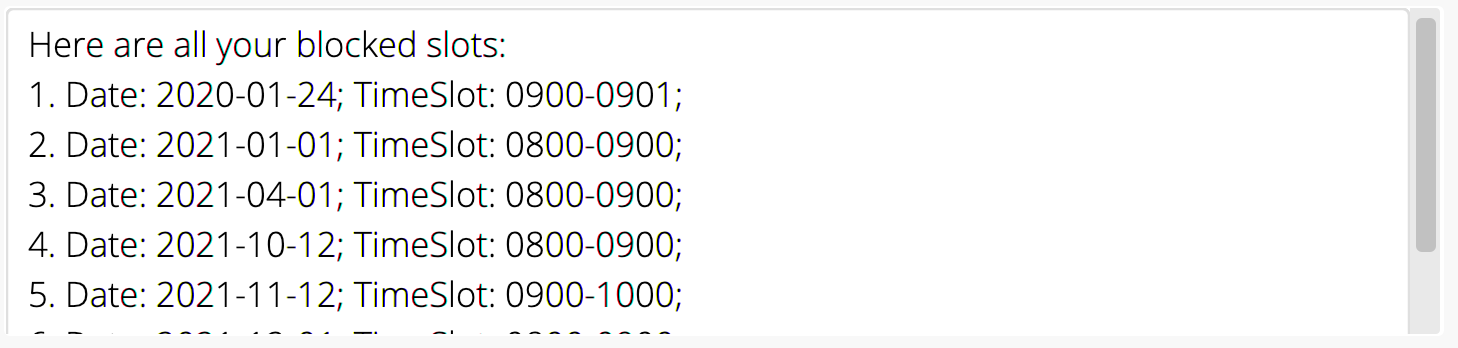 Here are all your blocked slots:
1. Date: 2020-01-24; TimeSlot: 0900-0901;
2. Date: 2021-01-01; TimeSlot: 0800-0900;
3. Date: 2021-04-01; TimeSlot: 0800-0900;
4. Date: 2021-10-12; TimeSlot: 0800-0900;
5. Date: 2021-11-12; TimeSlot: 0900-1000;